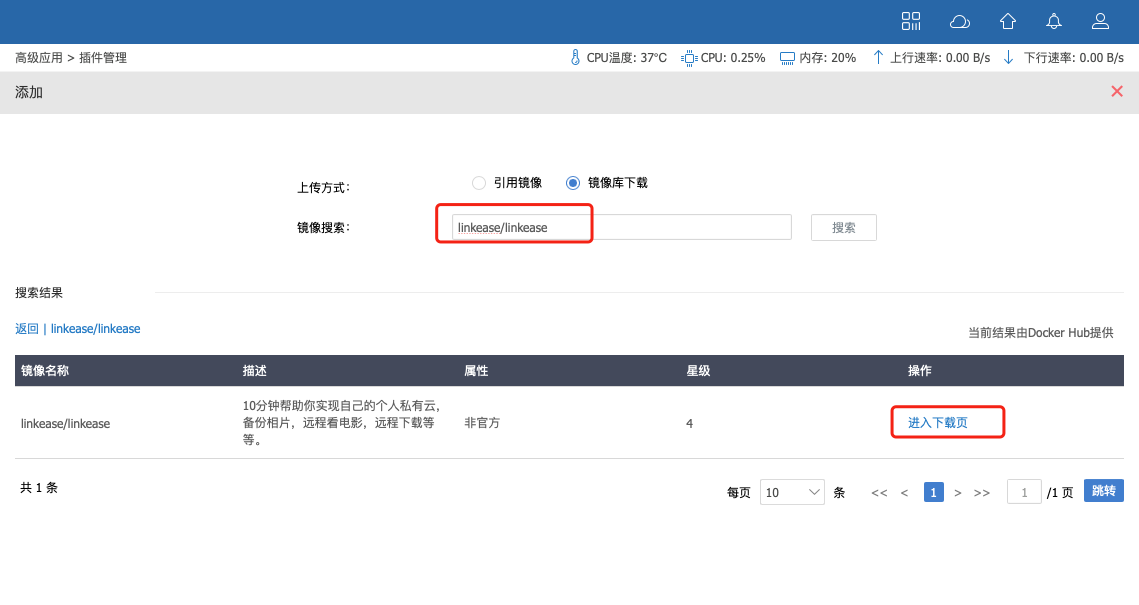 高级应用 > 插件管理
CPU温度: 37°C CPU: 0.25% 内存: 20% 上行速率: 0.00 B/s 下行速率: 0.00 B/s
添加
上传方式: 引用镜像 镜像库下载
镜像搜索: linkease/linkease 搜索
搜索结果
返回 | linkease/linkease
当前结果由Docker Hub提供
镜像名称 描述 属性 星级 操作
linkease/linkease 10分钟帮助你实现自己的个人私有云，备份相片，远程看电影，远程下载等等。 非官方 4 进入下载页
共 1 条
每页 10 条 << < 1 > >> 1 /1 页 跳转